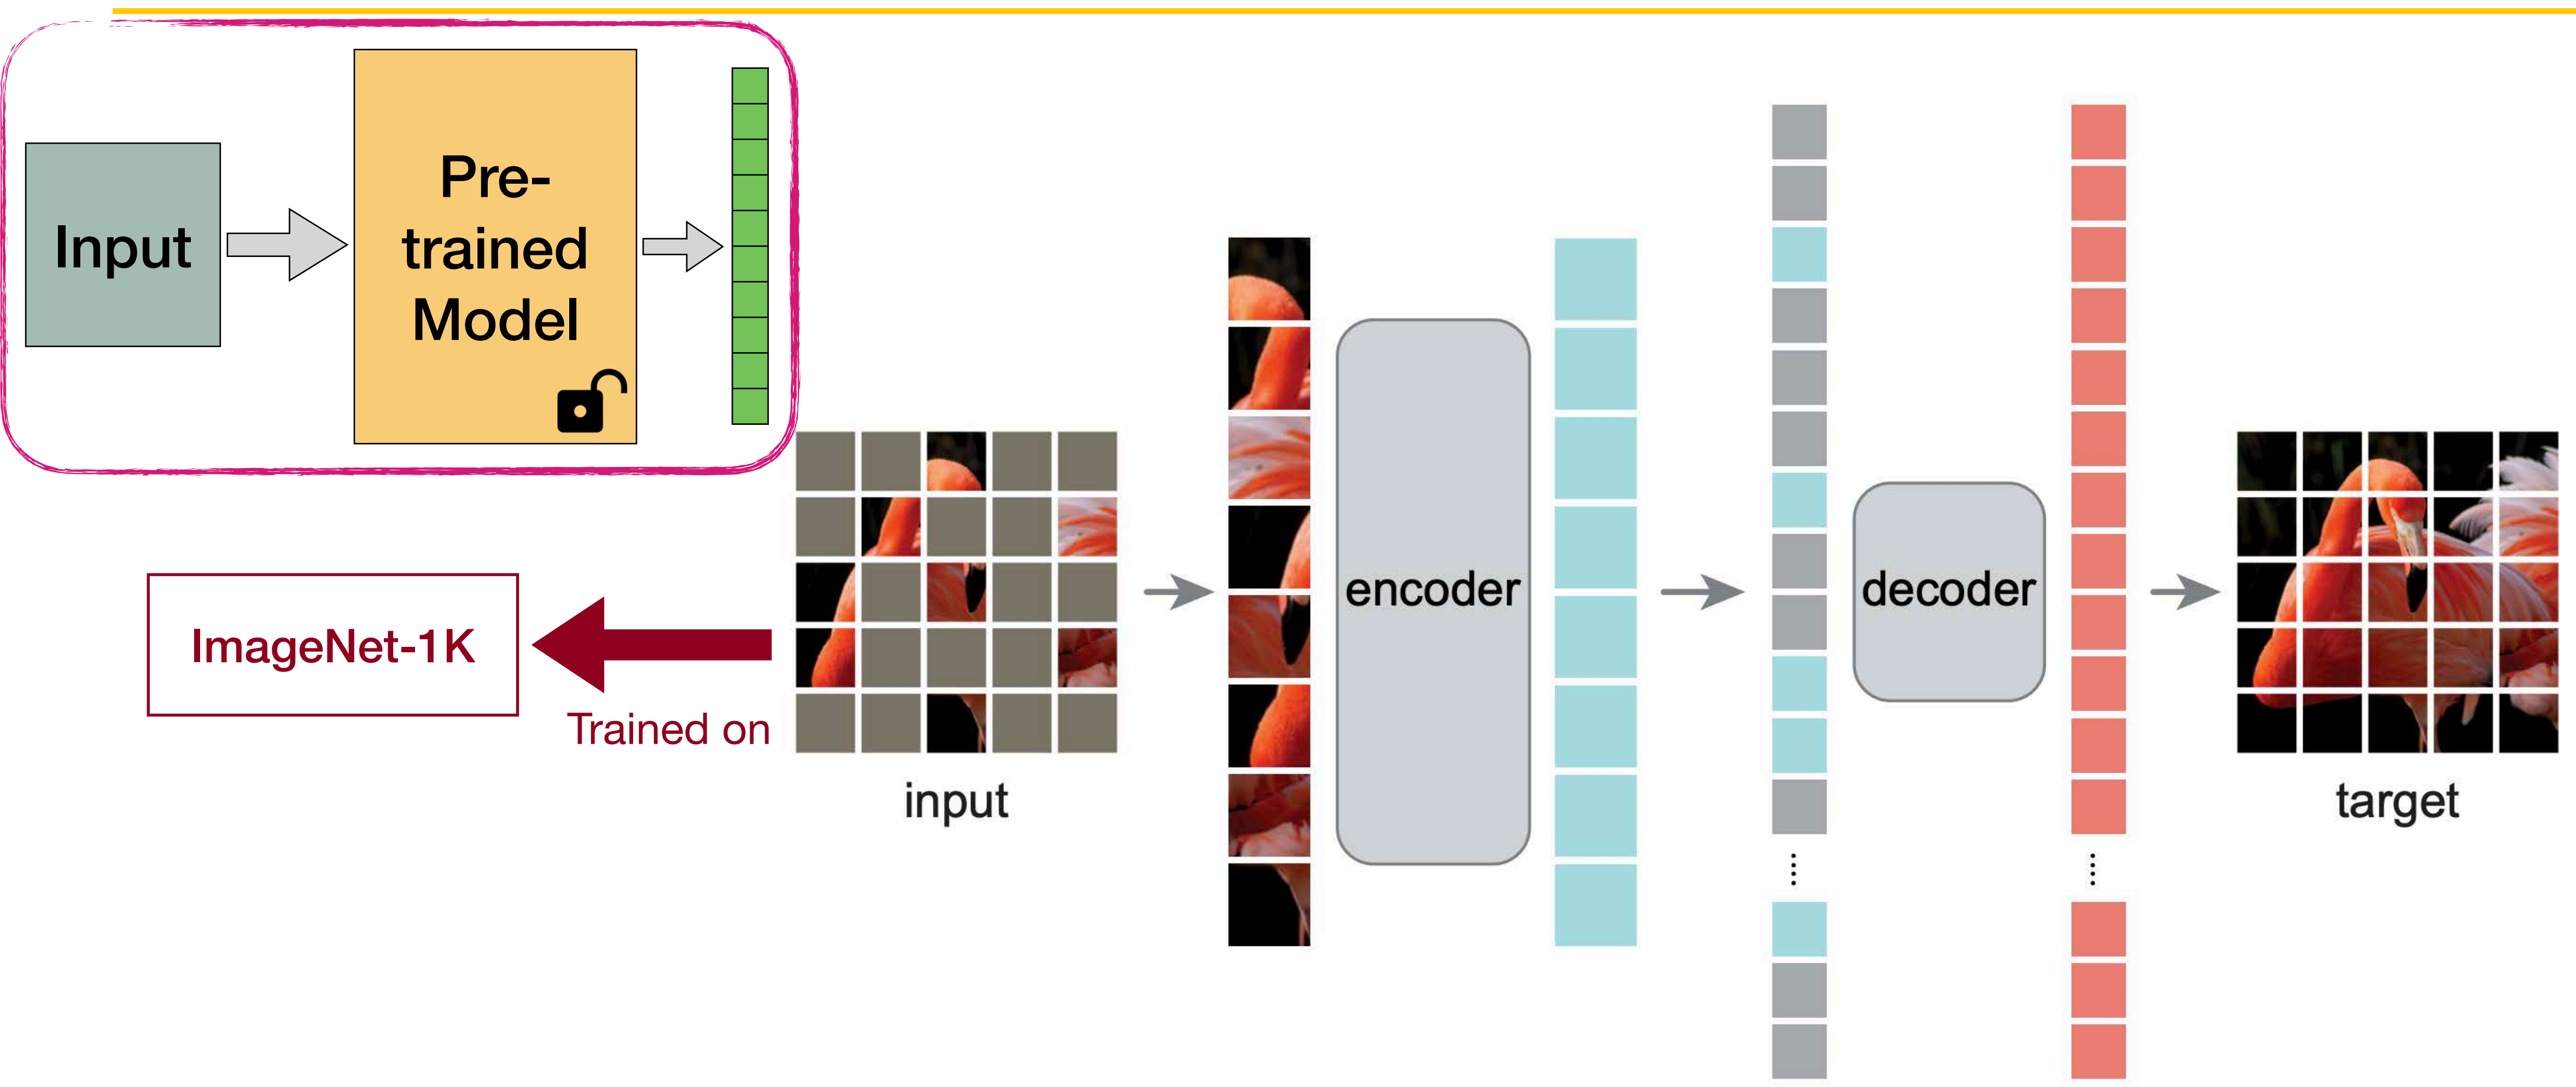 Input
Pre-
trained
Model
ImageNet-1K
Trained on
input
encoder
decoder
target